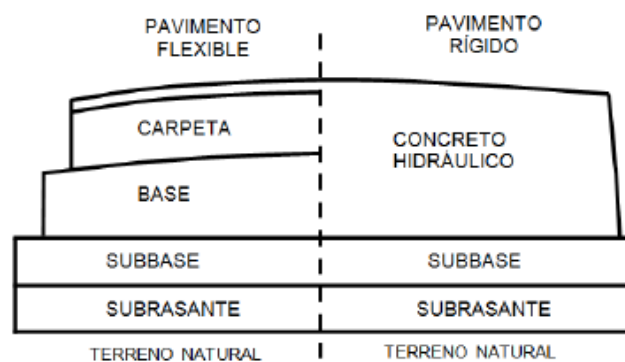 PAVIMENTO
FLEXIBLE
PAVIMENTO
RÍGIDO
CARPETA
CONCRETO
HIDRÁULICO
BASE
SUBBASE
SUBBASE
SUBRASANTE
SUBRASANTE
TERRENO NATURAL
TERRENO NATURAL